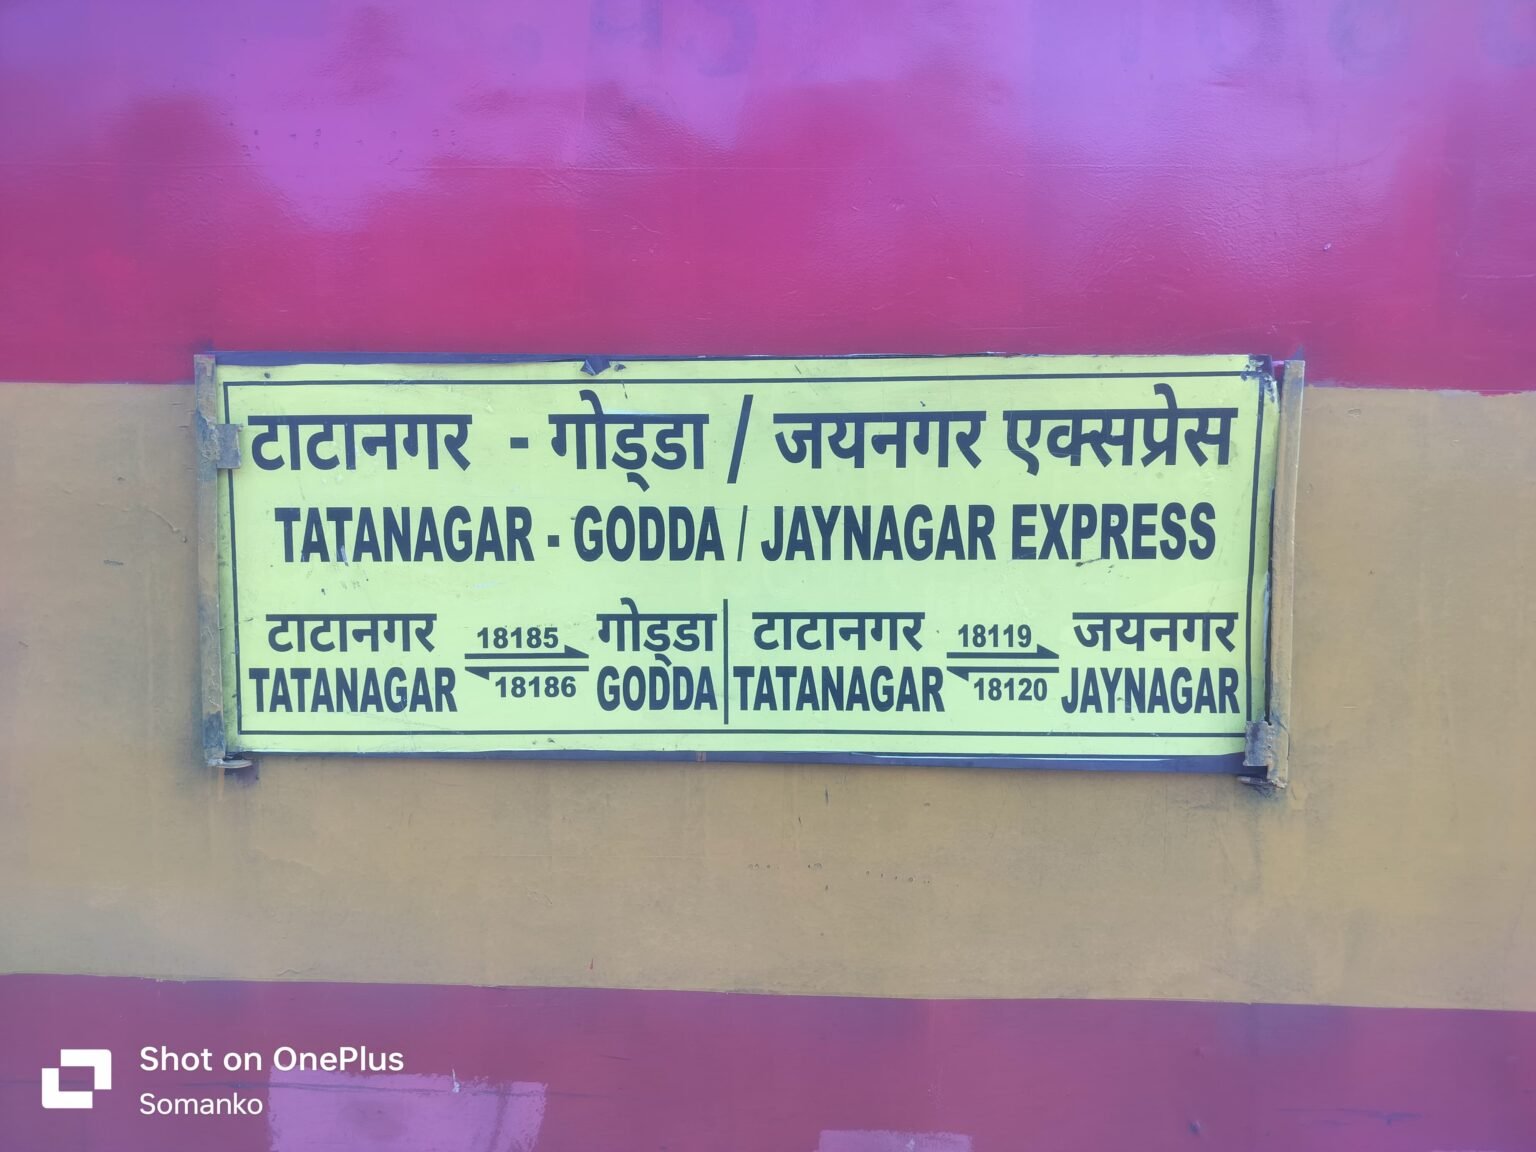 टाटानगर - गोड्डा / जयनगर एक्सप्रेस
TATANAGAR - GODDA / JAYNAGAR EXPRESS
टाटानगर 18185 गोड्डा | टाटानगर 18119 जयनगर
TATANAGAR 18186 GODDA | TATANAGAR 18120 JAYNAGAR
Shot on OnePlus
Somanko